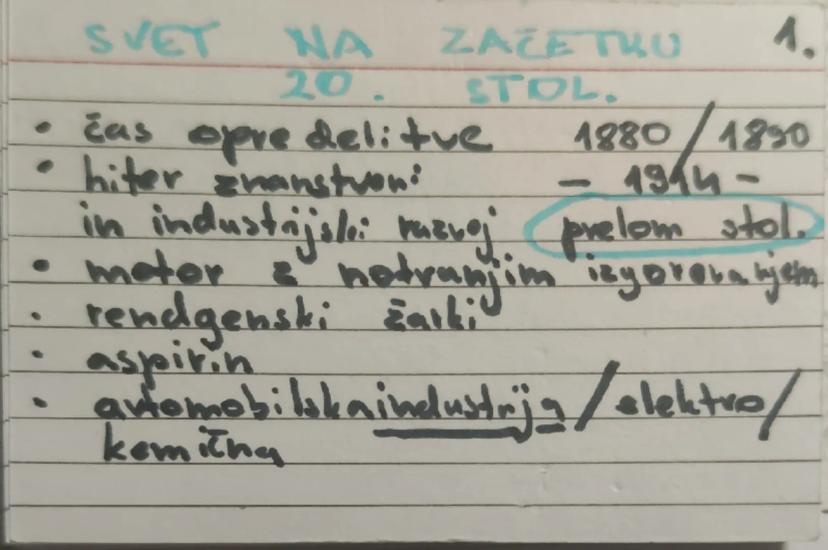 SVET NA ZAČETKU 1.
20. STOL.
• čas opredelitve 1880/1890
• hiter znanstveni - 1914 -
in industrijski razvoj prelom stol.
• motor z notranjim izgorevanjem
• rendgenski žarki
• aspirin
• avtomobilska industrija / elektro /
kemična